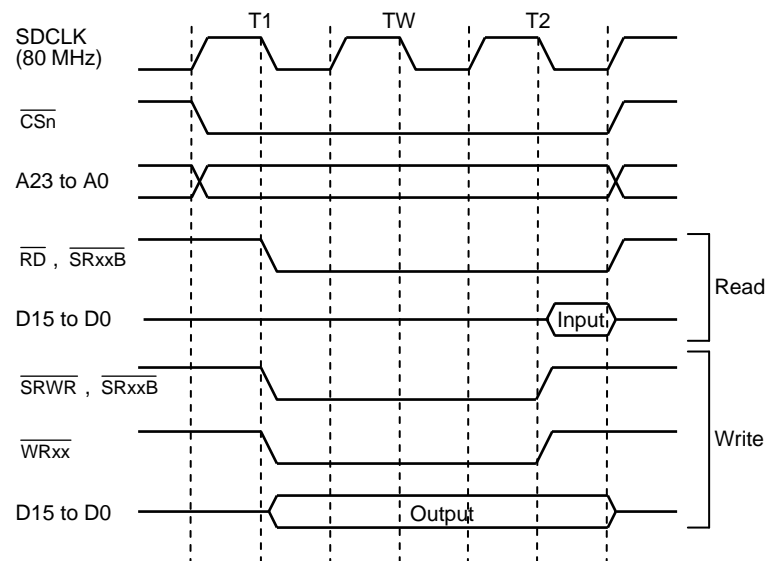 T1 TW T2
SDCLK
(80 MHz)
CSn
A23 to A0
RD , SRxxB
Read
D15 to D0
Input
SRWR , SRxxB
WRxx
Write
D15 to D0
Output